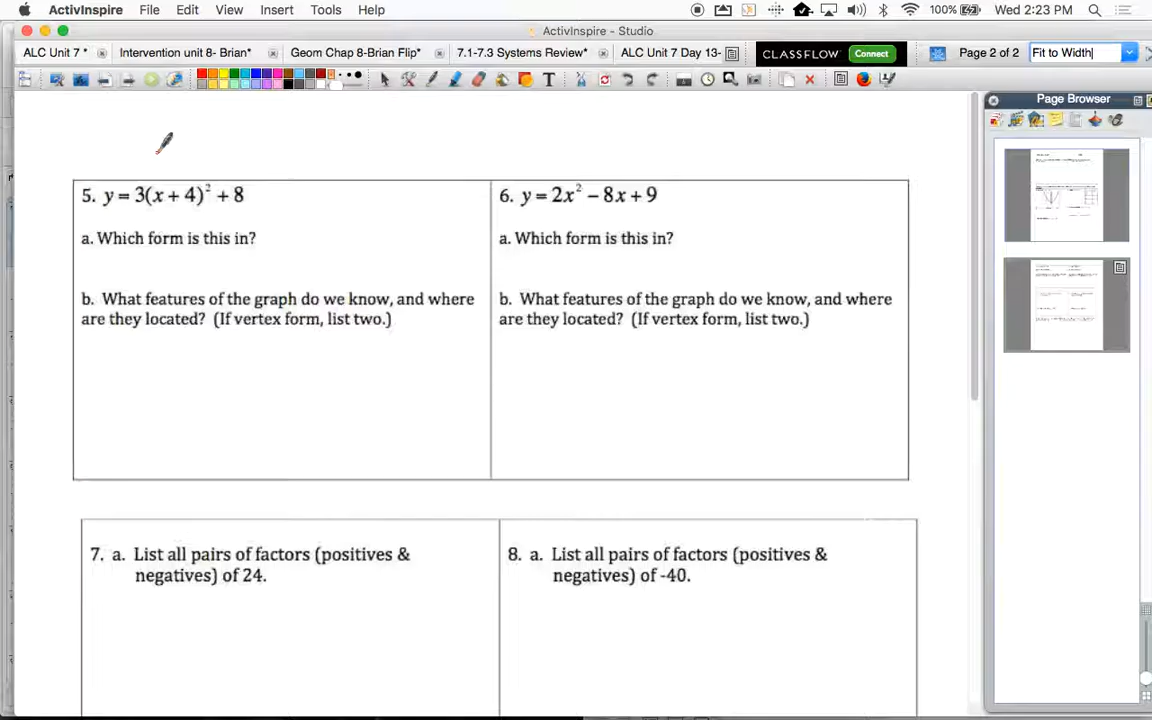 ActivInspire File Edit View Insert Tools Help 100% Wed 2:23 PM
ActivInspire - Studio
ALC Unit 7 * Intervention unit 8- Brian* Geom Chap 8-Brian Flip* 7.1-7.3 Systems Review* ALC Unit 7 Day 13- CLASSFLOW Connect Page 2 of 2 Fit to Width
Page Browser
5. y = 3(x + 4)² + 8
a. Which form is this in?
b. What features of the graph do we know, and where
are they located? (If vertex form, list two.)
6. y = 2x² − 8x + 9
a. Which form is this in?
b. What features of the graph do we know, and where
are they located? (If vertex form, list two.)
7. a. List all pairs of factors (positives &
negatives) of 24.
8. a. List all pairs of factors (positives &
negatives) of -40.